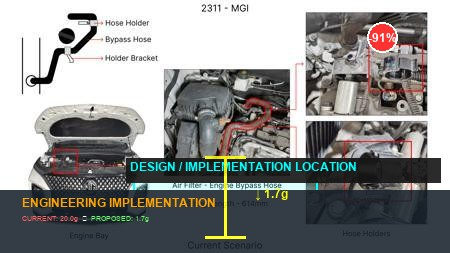 2311 - MGI
Hose Holder
Bypass Hose
Holder Bracket
-91%
DESIGN / IMPLEMENTATION LOCATION
Air Filter - Engine Bypass Hose
ENGINEERING IMPLEMENTATION
↓ 1.7g
814mm
CURRENT: 20.0g
PROPOSED: 1.7g
Engine Bay
Hose Holders
Current Scenario